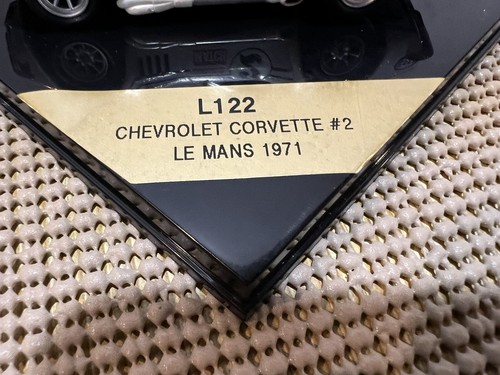 L122
CHEVROLET CORVETTE #2
LE MANS 1971